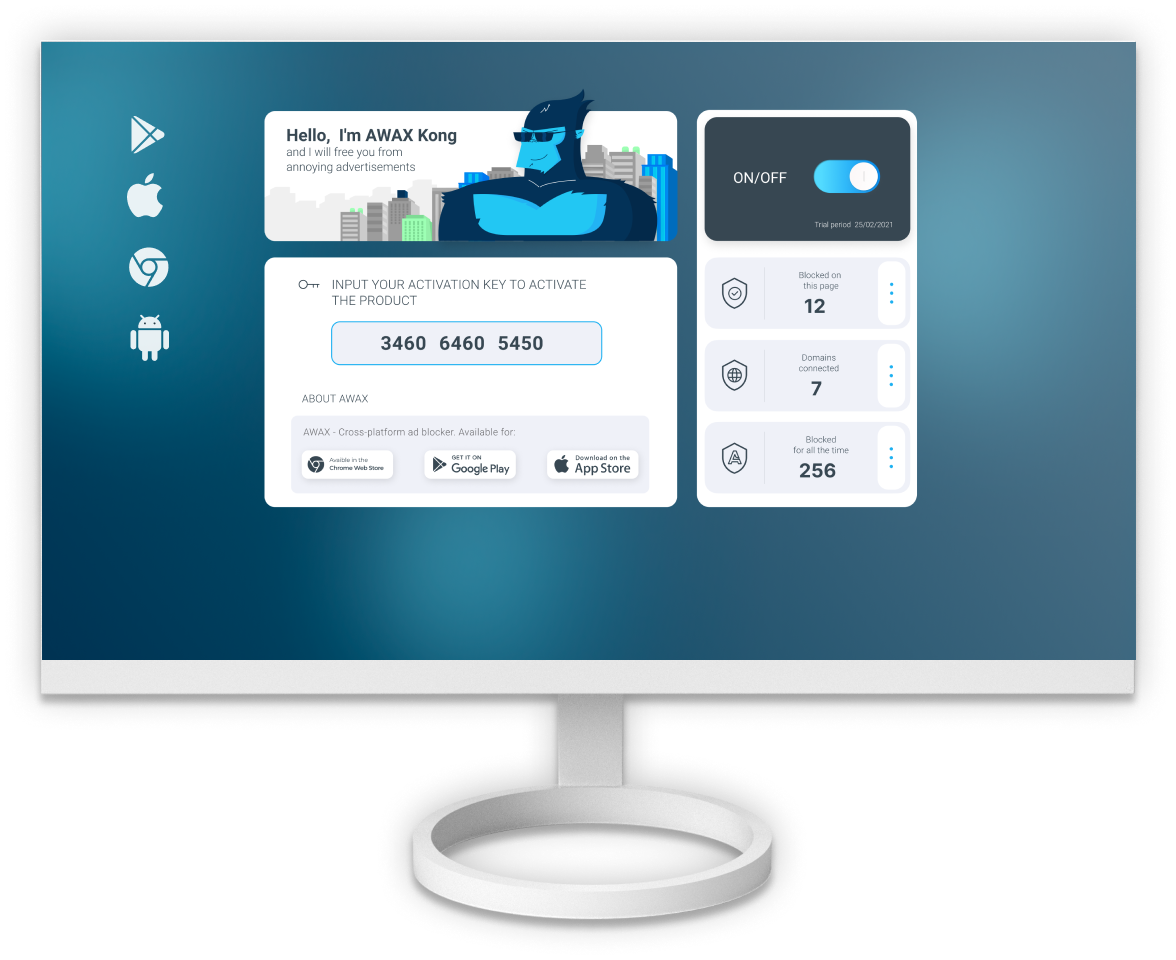 Hello, I'm AWAX Kong
and I will free you from
annoying advertisements
INPUT YOUR ACTIVATION KEY TO ACTIVATE
THE PRODUCT
3460 6460 5450
ABOUT AWAX
AWAX - Cross-platform ad blocker. Available for:
Avaible in the
Chrome Web Store
GET IT ON
Google Play
Download on the
App Store
ON/OFF
Trial period 25/02/2021
Blocked on
this page
12
Domains
connected
7
Blocked
for all the time
256